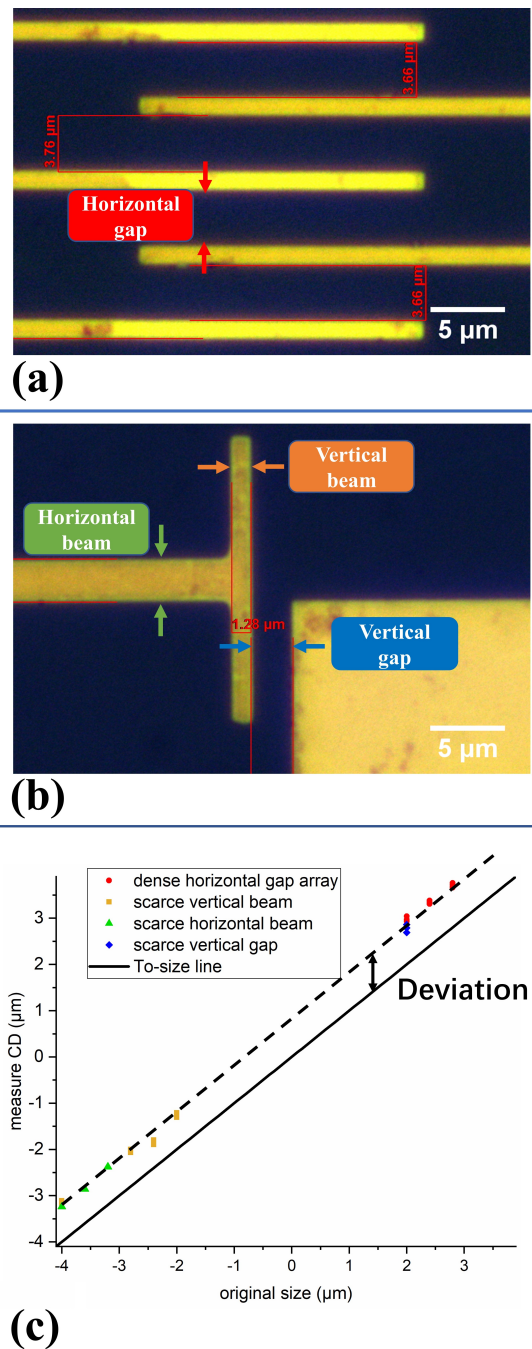 3.66 μm
3.76 μm
Horizontal
gap
3.66 μm
5 μm
(a)
Vertical
beam
Horizontal
beam
1.28 μm
Vertical
gap
5 μm
(b)
dense horizontal gap array
scarce vertical beam
scarce horizontal beam
scarce vertical gap
To-size line
Deviation
measure CD (μm)
3
2
1
0
-1
-2
-3
-4
-4
-3
-2
-1
0
1
2
3
original size (μm)
(c)